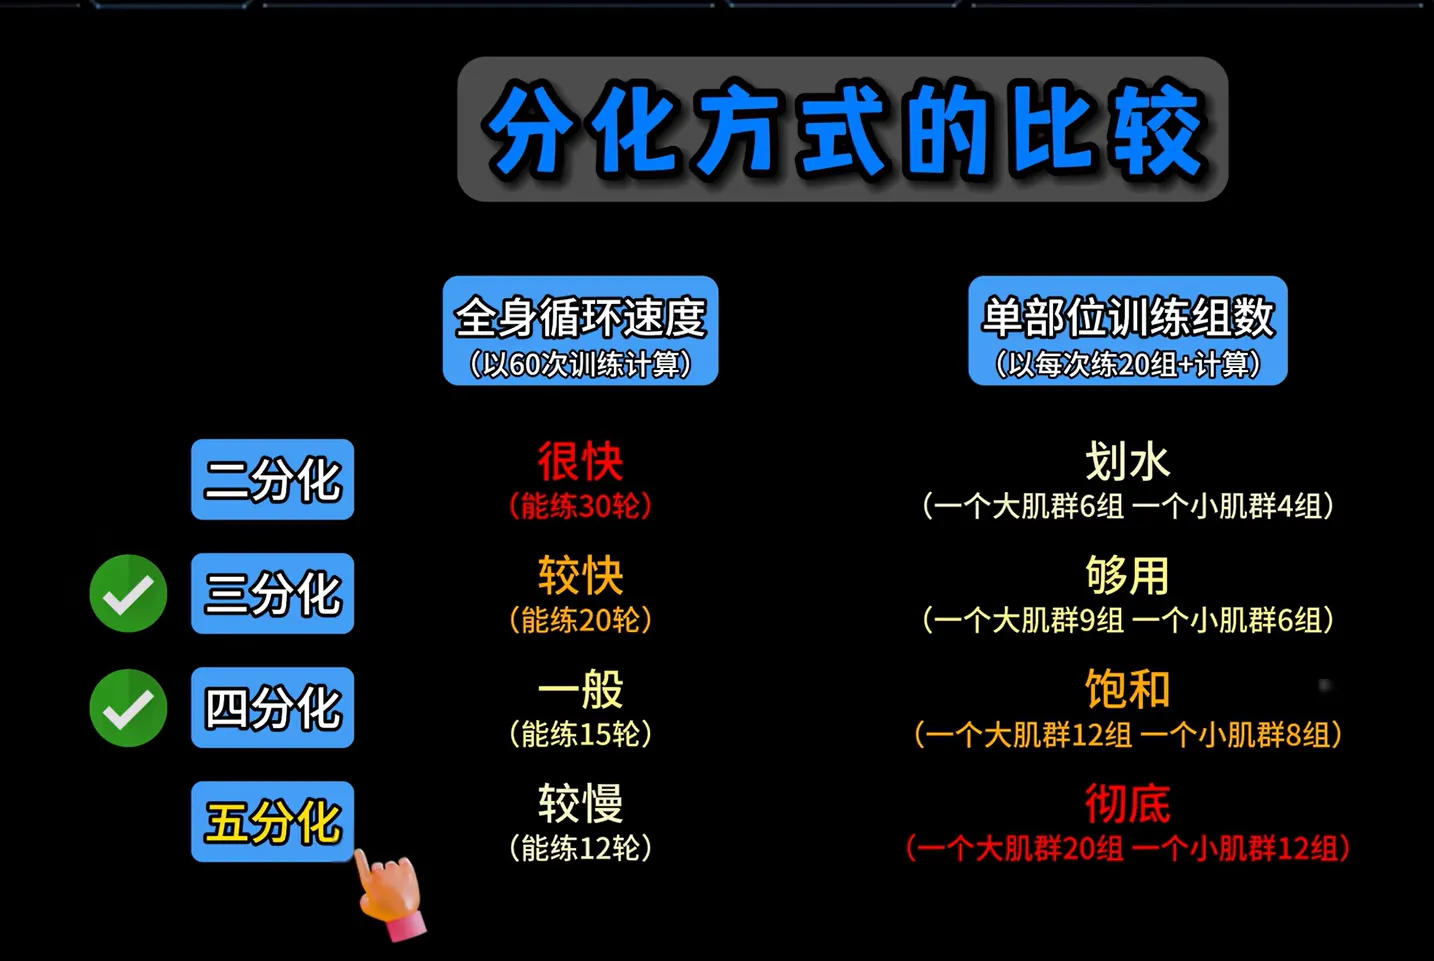 分化方式的比较
全身循环速度
（以60次训练计算）
单部位训练组数
（以每次练20组+计算）
二分化
很快
（能练30轮）
划水
（一个大肌群6组 一个小肌群4组）
三分化
较快
（能练20轮）
够用
（一个大肌群9组 一个小肌群6组）
四分化
一般
（能练15轮）
饱和
（一个大肌群12组 一个小肌群8组）
五分化
较慢
（能练12轮）
彻底
（一个大肌群20组 一个小肌群12组）